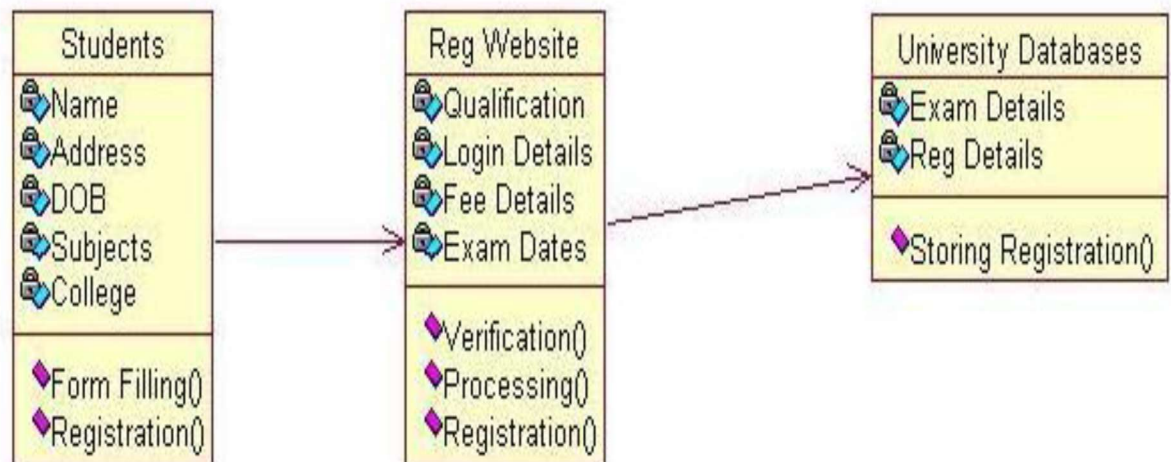 Students
Name
Address
DOB
Subjects
College
Form Filling()
Registration()
Reg Website
Qualification
Login Details
Fee Details
Exam Dates
Verification()
Processing()
Registration()
University Databases
Exam Details
Reg Details
Storing Registration()